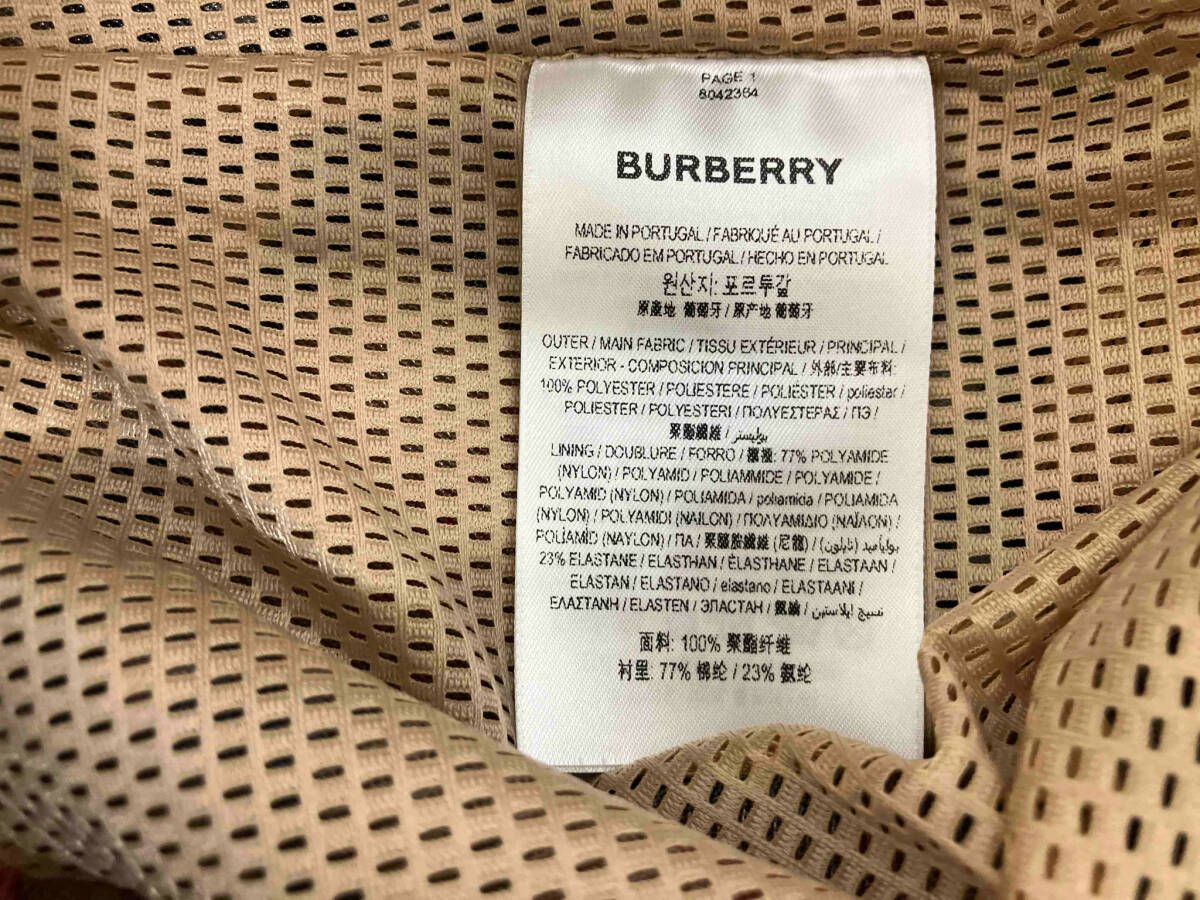 PAGE 1
8042364
BURBERRY
MADE IN PORTUGAL / FABRIQUÉ AU PORTUGAL /
FABRICADO EM PORTUGAL / HECHO EN PORTUGAL
원산지: 포르투갈
原產地 葡萄牙 / 原产地 葡萄牙
OUTER / MAIN FABRIC / TISSU EXTÉRIEUR / PRINCIPAL /
EXTERIOR - COMPOSICION PRINCIPAL / 外部/主要布料:
100% POLYESTER / POLIESTERE / POLIÉSTER / poliestar /
POLIESTER / POLYESTERI / ΠΟΛΥΕΣΤΕΡΑΣ / ПЭ /
聚酯纖維 / بوليستر /
LINING / DOUBLURE / FORRO / 襯裡: 77% POLYAMIDE
(NYLON) / POLYAMID / POLIAMMIDE / POLYAMIDE /
POLYAMID (NYLON) / POLIAMIDA / poliamida / POLIAMIDA
(NYLON) / POLYAMIDI (NAILON) / ΠΟΛΥΑΜΙΔΙΟ (ΝΑΪΛΟΝ) /
POLİAMİD (NAYLON) / ПА / 聚醯胺纖維 (尼龍) / بولياميد (نايلون) /
23% ELASTANE / ELASTHAN / ÉLASTHANE / ELASTAAN /
ELASTAN / ELASTANO / elastano / ELASTAANI /
ΕΛΑΣΤΑΝΗ / ELASTEN / ЭЛАСТАН / 氨綸 / نسيج ايلاستين /
面料: 100% 聚酯纤维
衬里: 77% 锦纶 / 23% 氨纶